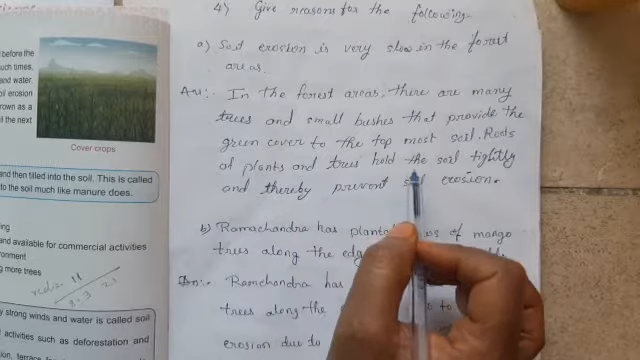 4) Give reasons for the following.
a) Soil erosion is very slow in the forest
areas.
Ans:- In the forest areas, there are many
trees and small bushes that provide the
green cover to the top most soil. Roots
of plants and trees hold the soil tightly
and thereby prevent soil erosion.
b) Ramachandra has of mango
trees along the
Ans:- Ramchandra has
trees along the to
erosion due to
before the
uch times.
and water.
oil erosion
rown as a
il the next
Cover crops
and then tilled into the soil. This is called
to the soil much like manure does.
ing
and available for commercial activities
ronment
g more trees
y strong winds and water is called soil
activities such as deforestation and